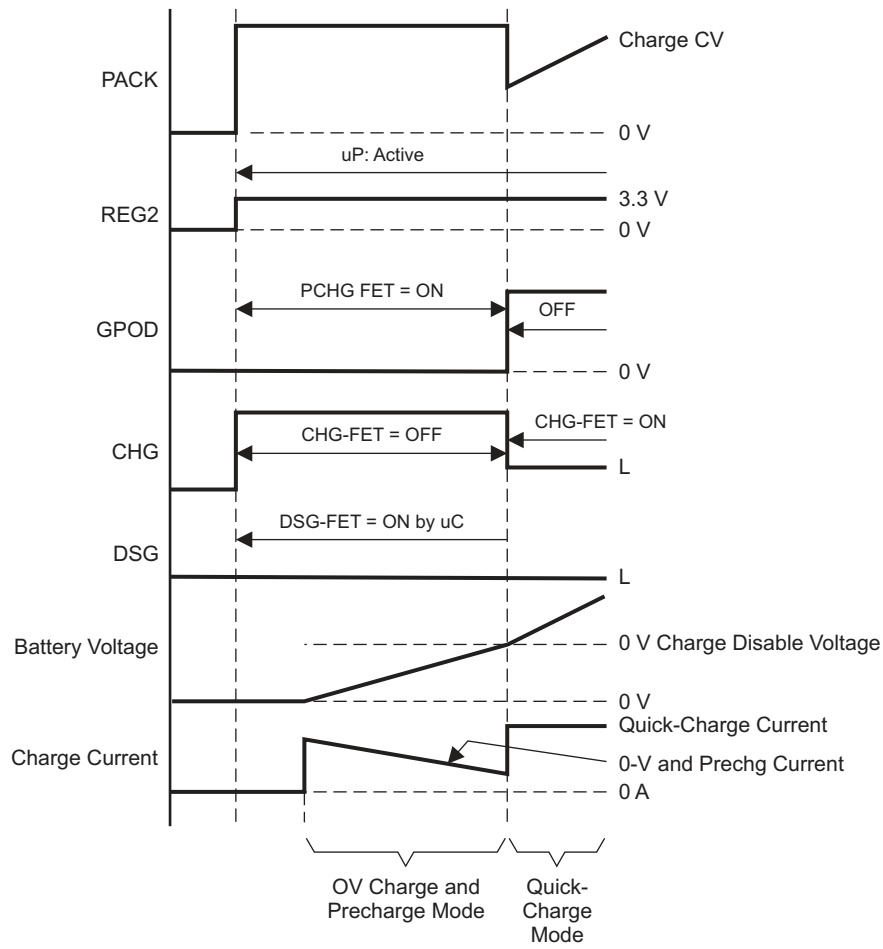 Charge CV
PACK
0 V
uP: Active
3.3 V
REG2
0 V
PCHG FET = ON
OFF
GPOD
0 V
CHG-FET = ON
CHG-FET = OFF
CHG
L
DSG-FET = ON by uC
DSG
L
Battery Voltage
0 V Charge Disable Voltage
0 V
Quick-Charge Current
Charge Current
0-V and Prechg Current
0 A
OV Charge and
Precharge Mode
Quick-
Charge
Mode